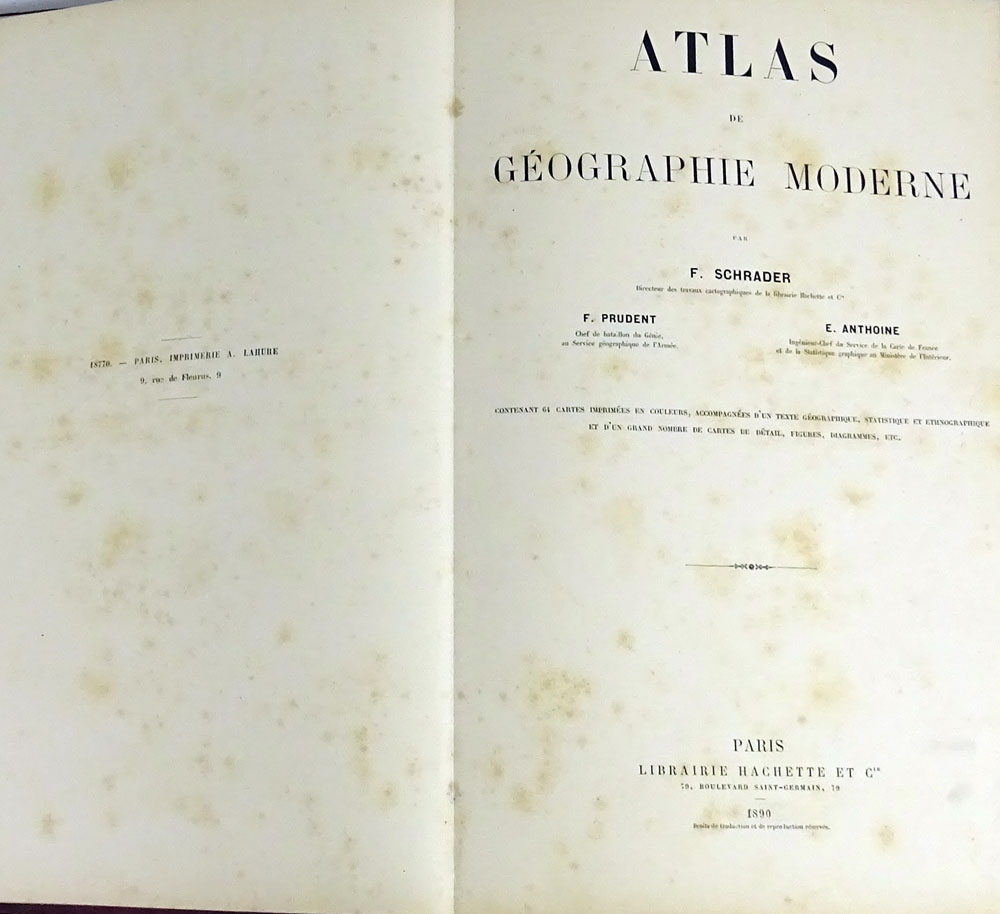 18770. — PARIS, IMPRIMERIE A. LAHURE
9, rue de Fleurus, 9
ATLAS
DE
GÉOGRAPHIE MODERNE
PAR
F. SCHRADER
Directeur des travaux cartographiques de la librairie Hachette et Cie
F. PRUDENT
Chef de bataillon du Génie,
au Service géographique de l'Armée.
E. ANTHOINE
Ingénieur-Chef du Service de la Carte de France
et de la Statistique graphique au Ministère de l'Intérieur.
CONTENANT 64 CARTES IMPRIMÉES EN COULEURS, ACCOMPAGNÉES D'UN TEXTE GÉOGRAPHIQUE, STATISTIQUE ET ETHNOGRAPHIQUE
ET D'UN GRAND NOMBRE DE CARTES DE DÉTAIL, FIGURES, DIAGRAMMES, ETC.
PARIS
LIBRAIRIE HACHETTE ET Cie
79, BOULEVARD SAINT-GERMAIN, 79
1890
Droits de traduction et de reproduction réservés.